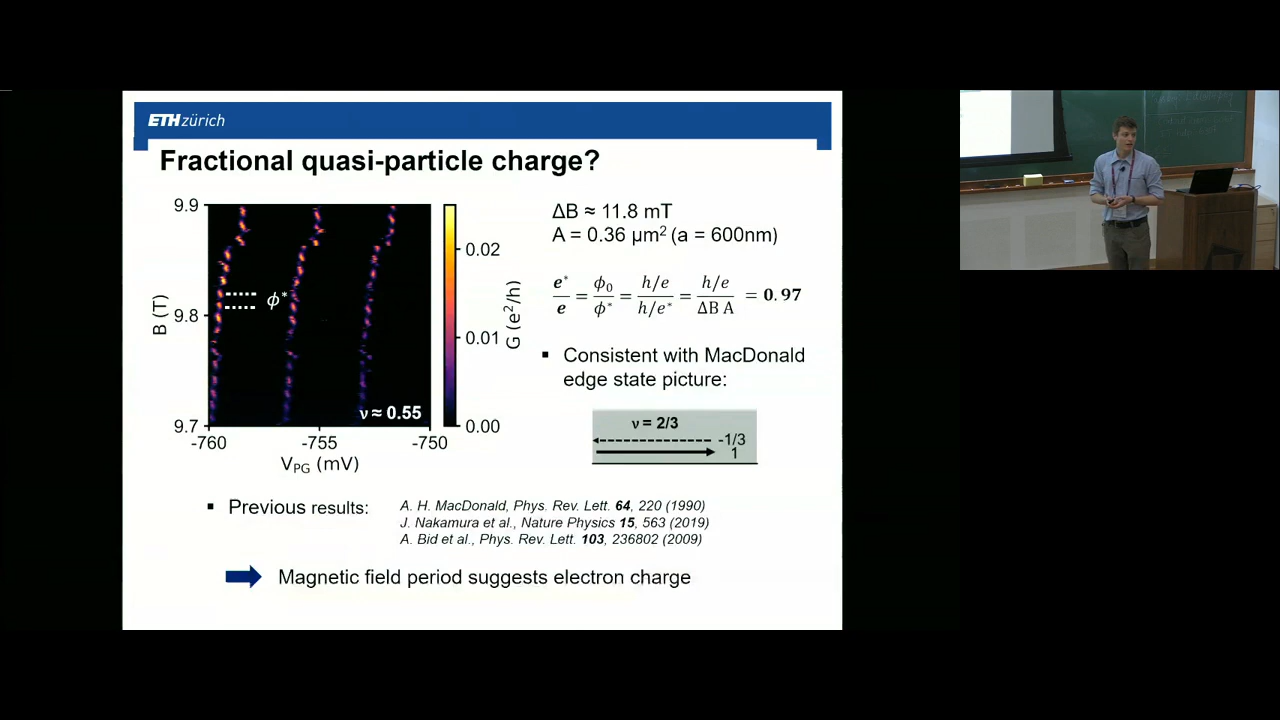 ETH zürich
Fractional quasi-particle charge?
9.9
9.8
9.7
B (T)
ϕ*
ν ≈ 0.55
-760
-755
-750
V_PG (mV)
0.02
0.01
0.00
G (e²/h)
ΔB ≈ 11.8 mT
A = 0.36 µm² (a = 600nm)
e*/e = ϕ₀/ϕ* = (h/e)/(h/e*) = (h/e)/(ΔB A) = 0.97
▪ Consistent with MacDonald
edge state picture:
ν = 2/3
-1/3
1
▪ Previous results:
A. H. MacDonald, Phys. Rev. Lett. 64, 220 (1990)
J. Nakamura et al., Nature Physics 15, 563 (2019)
A. Bid et al., Phys. Rev. Lett. 103, 236802 (2009)
Magnetic field period suggests electron charge